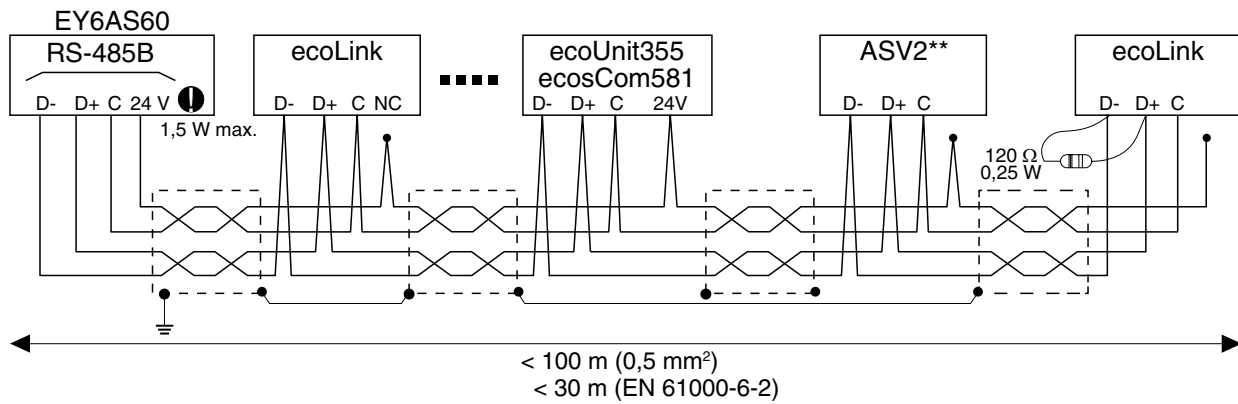 EY6AS60
RS-485B
D- D+ C 24 V
1,5 W max.
ecoLink
D- D+ C NC
ecoUnit355
ecosCom581
D- D+ C 24V
ASV2**
D- D+ C
ecoLink
D- D+ C
120 Ω
0,25 W
< 100 m (0,5 mm²)
< 30 m (EN 61000-6-2)